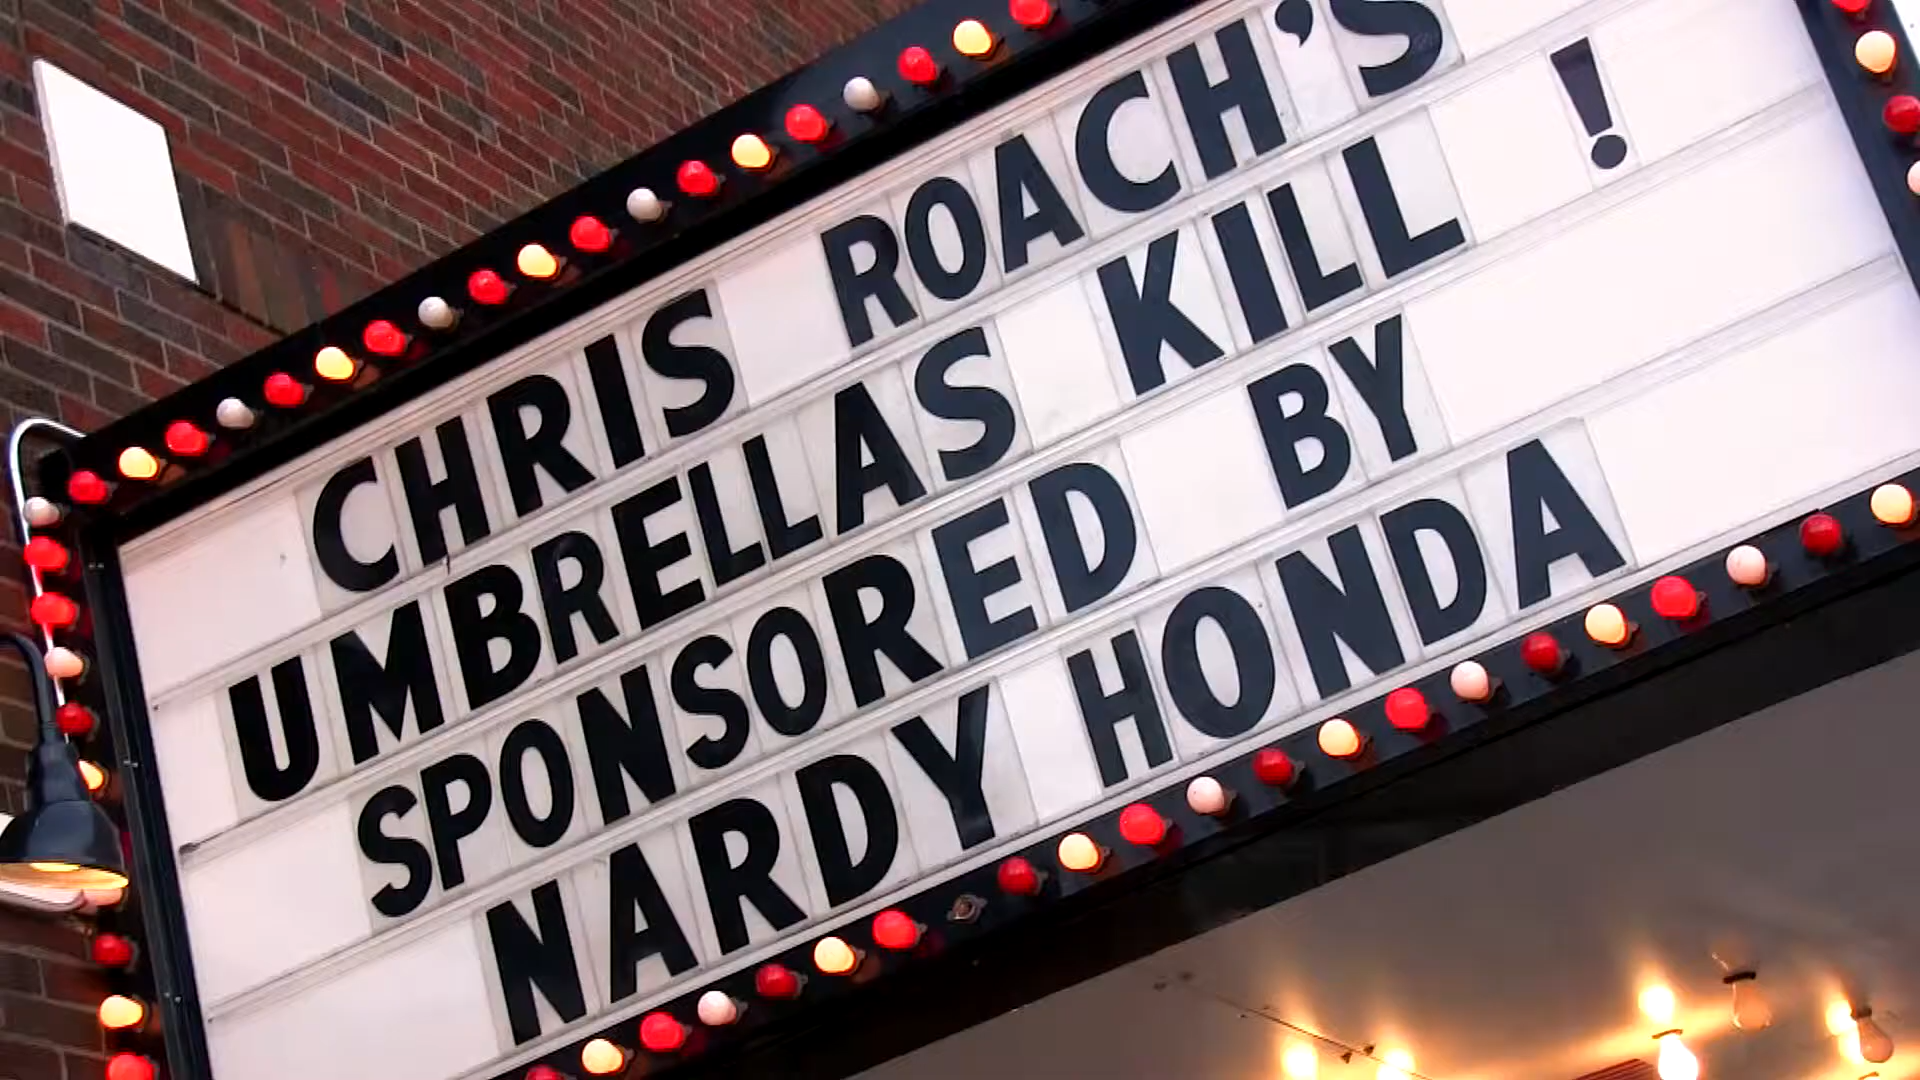 CHRIS ROACH'S
UMBRELLAS KILL !
SPONSORED BY
NARDY HONDA